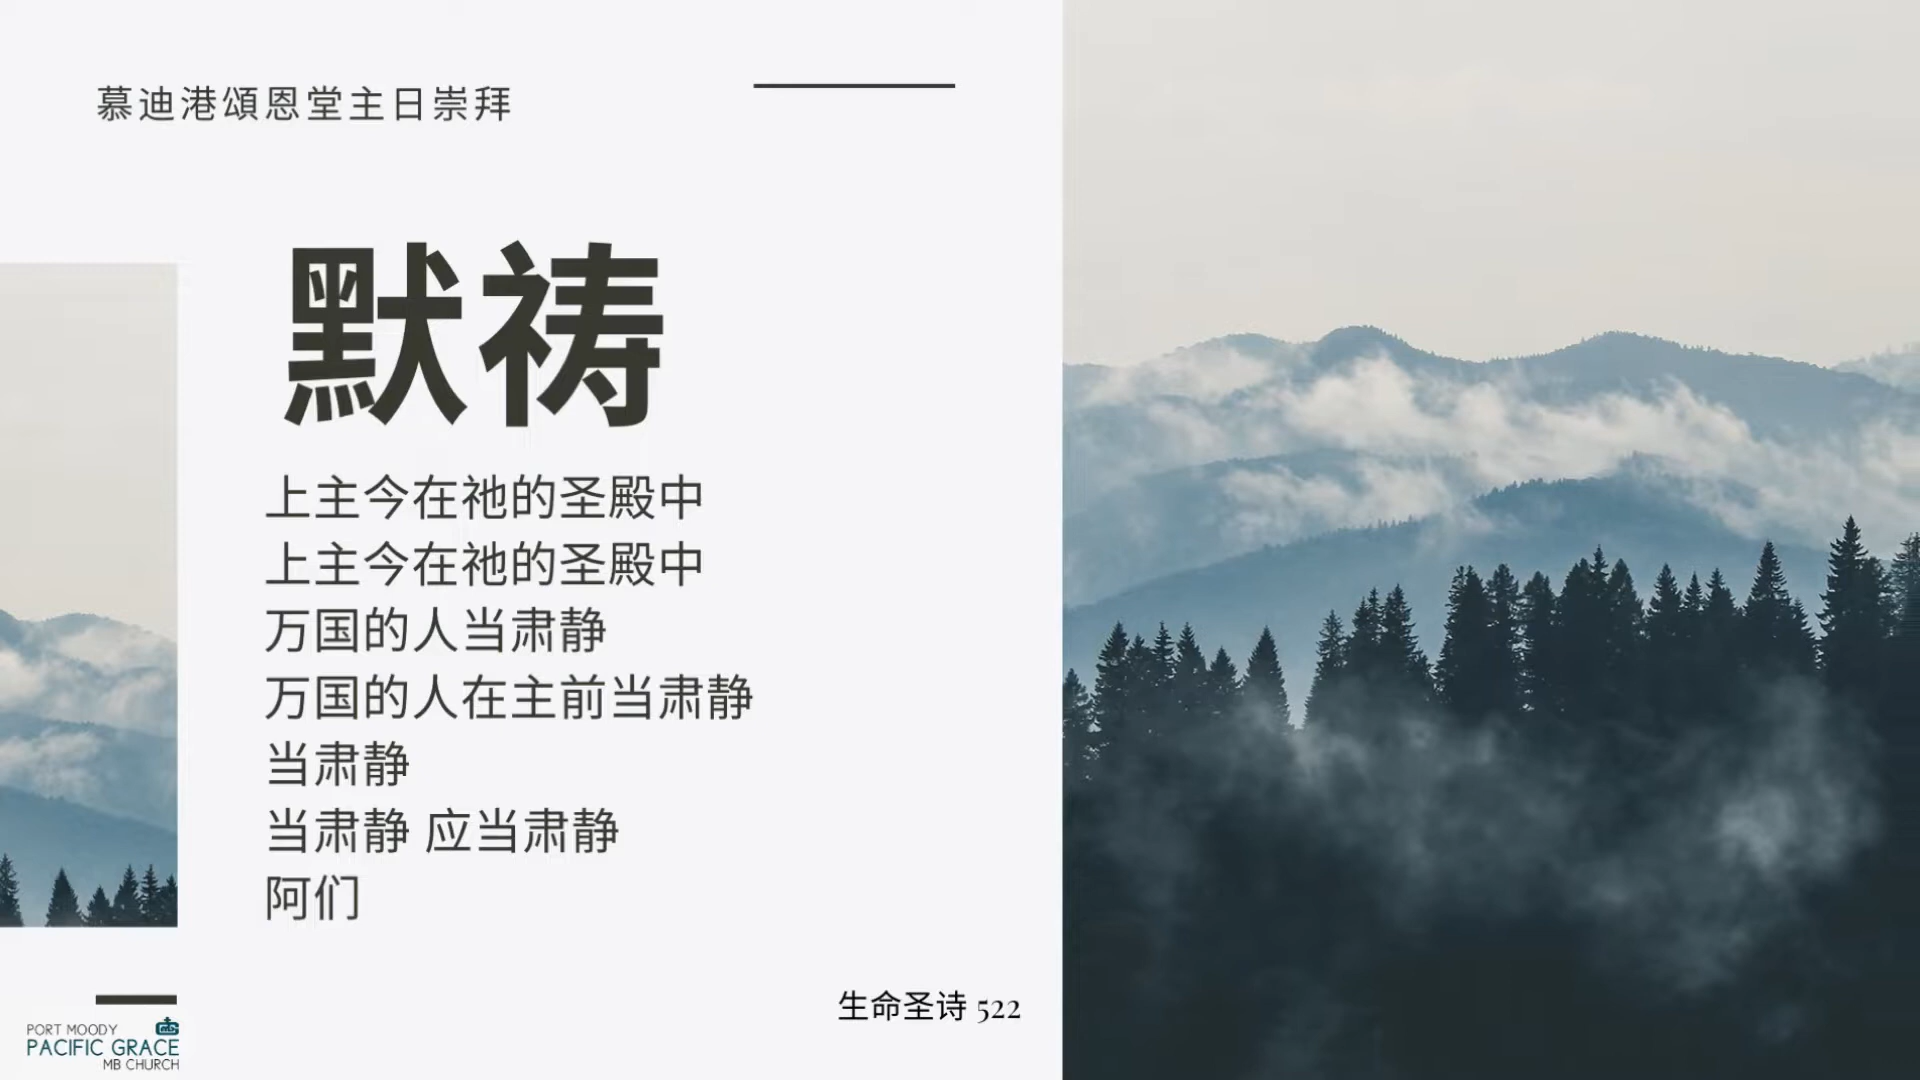 慕迪港頌恩堂主日崇拜
默祷
上主今在祂的圣殿中
上主今在祂的圣殿中
万国的人当肃静
万国的人在主前当肃静
当肃静
当肃静 应当肃静
阿们
生命圣诗 522
PORT MOODY
PACIFIC GRACE
MB CHURCH